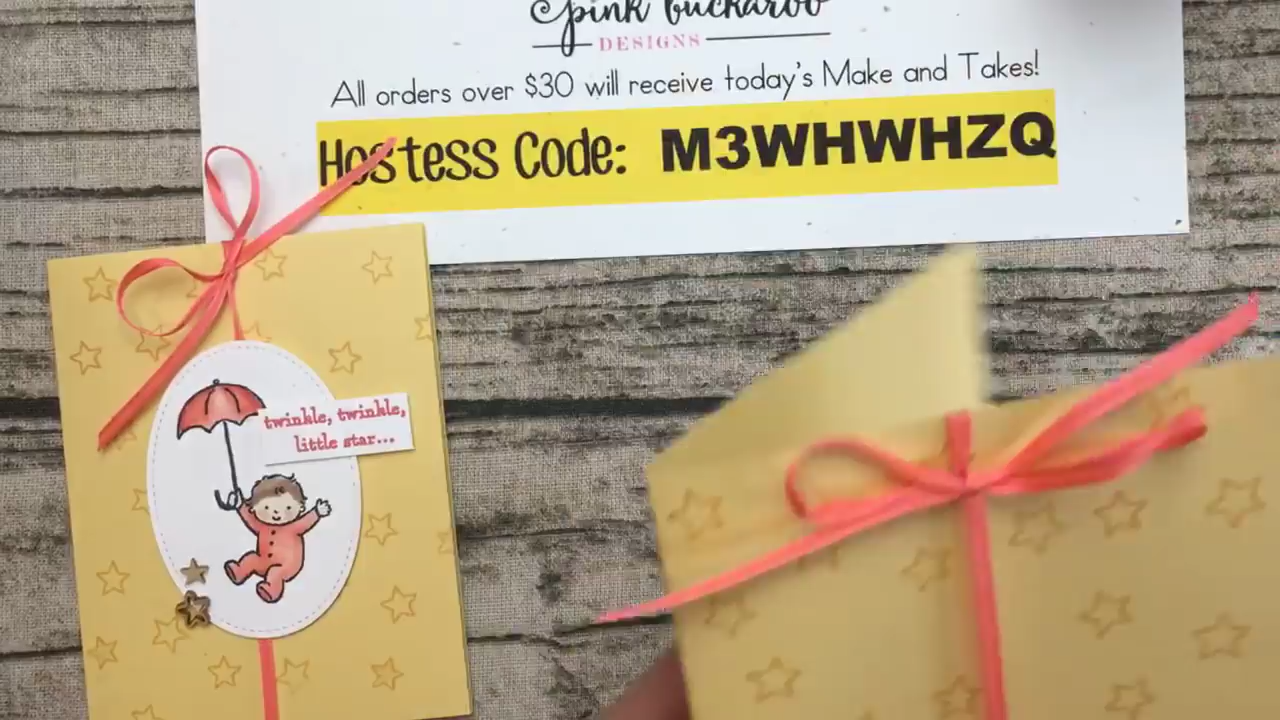 pink buckaroo
DESIGNS
All orders over $30 will receive today's Make and Takes!
Hostess Code: M3WHWHZQ
twinkle, twinkle,
little star...